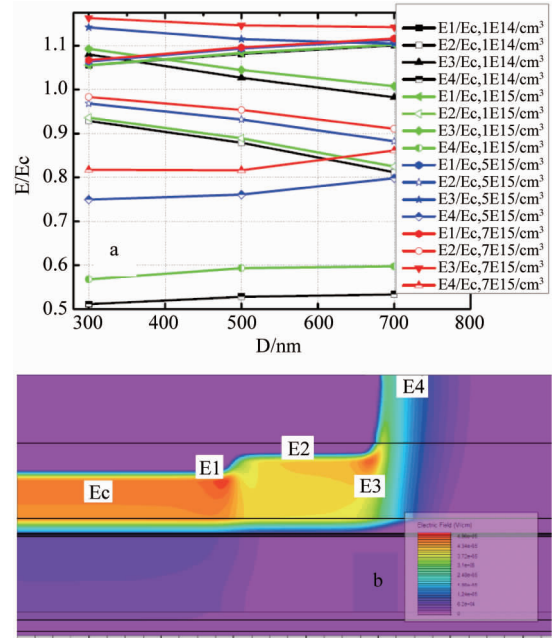 E1/Ec,1E14/cm³
E2/Ec,1E14/cm³
E3/Ec,1E14/cm³
E4/Ec,1E14/cm³
E1/Ec,1E15/cm³
E2/Ec,1E15/cm³
E3/Ec,1E15/cm³
E4/Ec,1E15/cm³
E1/Ec,5E15/cm³
E2/Ec,5E15/cm³
E3/Ec,5E15/cm³
E4/Ec,5E15/cm³
E1/Ec,7E15/cm³
E2/Ec,7E15/cm³
E3/Ec,7E15/cm³
E4/Ec,7E15/cm³
1.1
1.0
0.9
0.8
0.7
0.6
0.5
E/Ec
a
300 400 500 600 700 800
D/nm
E4
E1
E2
Ec
E3
Electric Field (V/cm)
b